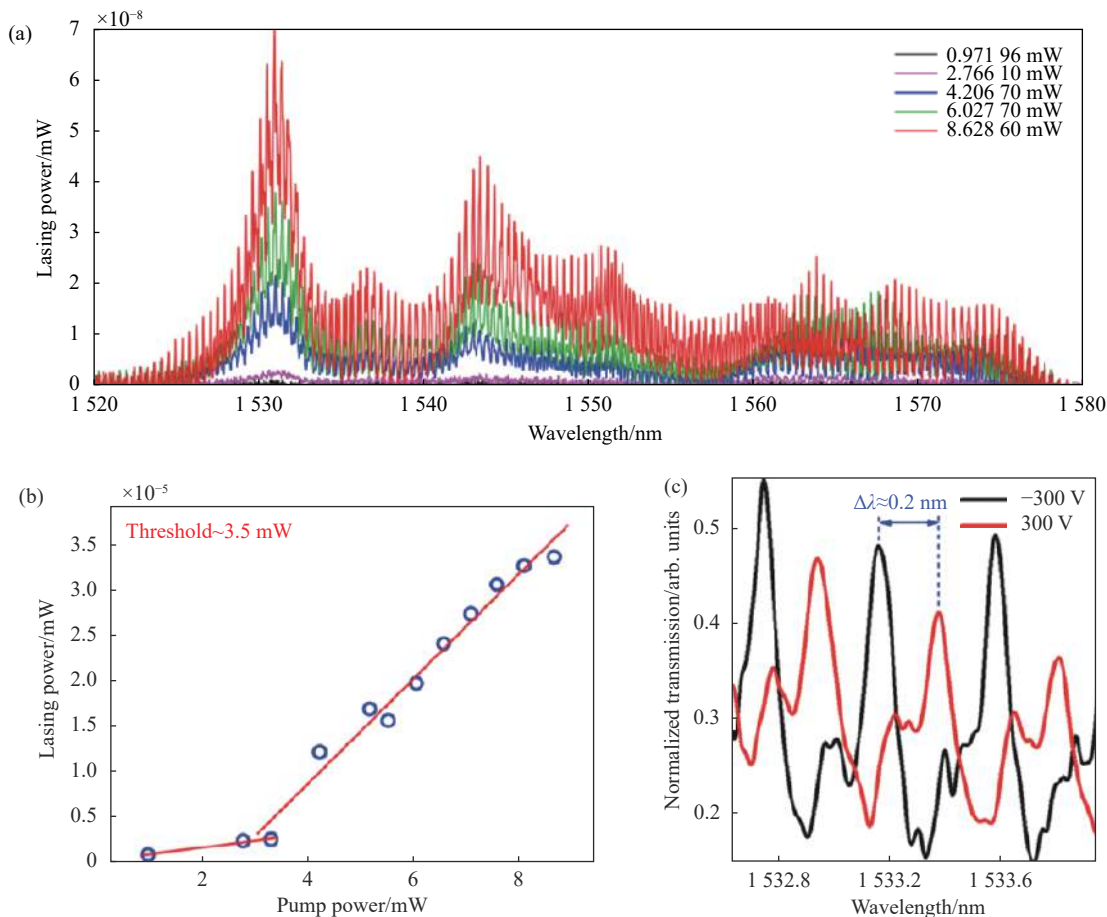 (a)
×10⁻⁸
7
6
5
4
3
2
1
0
Lasing power/mW
0.971 96 mW
2.766 10 mW
4.206 70 mW
6.027 70 mW
8.628 60 mW
1 520
1 530
1 540
1 550
1 560
1 570
1 580
Wavelength/nm
(b)
×10⁻⁵
Threshold~3.5 mW
3.5
3.0
2.5
2.0
1.5
1.0
0.5
0
Lasing power/mW
2
4
6
8
Pump power/mW
(c)
Δλ≈0.2 nm
−300 V
300 V
0.5
0.4
0.3
0.2
Normalized transmission/arb. units
1 532.8
1 533.2
1 533.6
Wavelength/nm